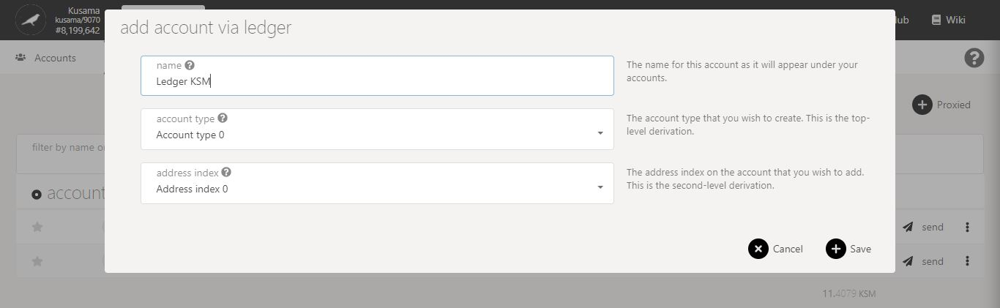 Kusama
kusama/9070
#8,199,642
Wiki
Accounts
add account via ledger
name
Ledger KSM
The name for this account as it will appear under your
accounts.
account type
Account type 0
The account type that you wish to create. This is the top-
level derivation.
address index
Address index 0
The address index on the account that you wish to add.
This is the second-level derivation.
Cancel
Save
Proxied
filter by name
account
send
send
11.4079 KSM